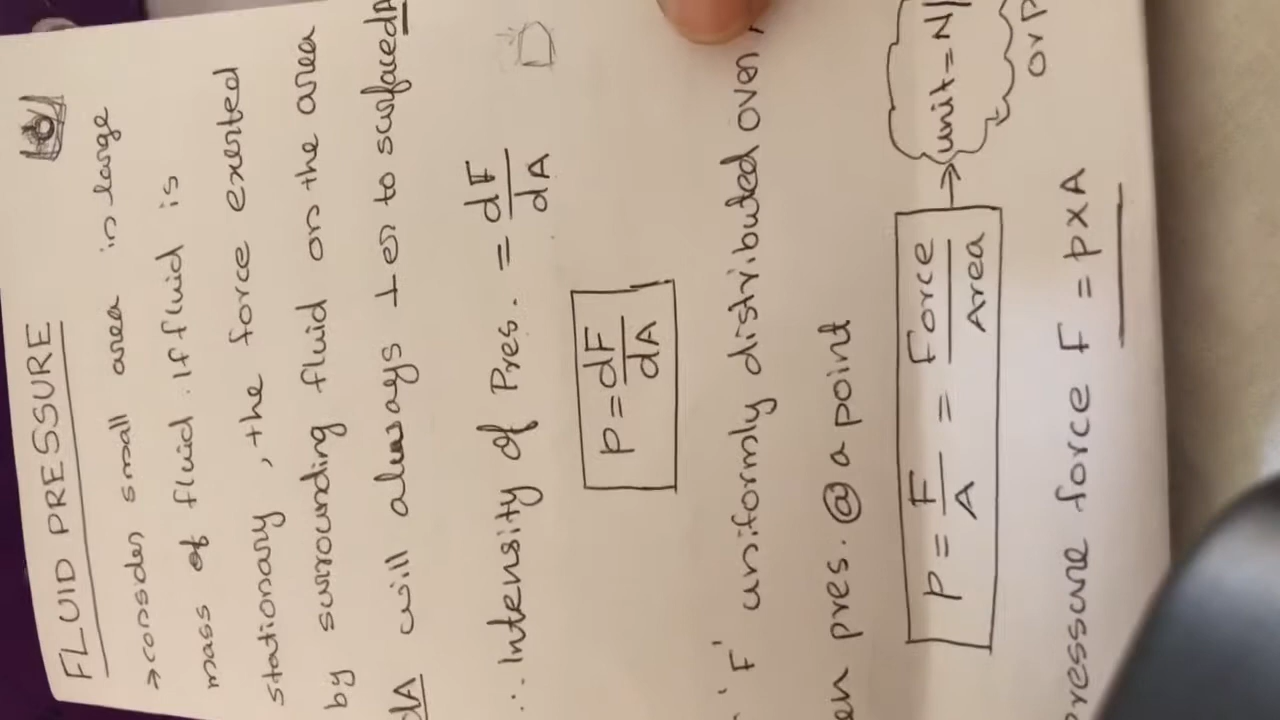 FLUID PRESSURE
→ consider small area in large
mass of fluid. If fluid is
stationary, the force exerted
by surrounding fluid on the area
dA will always ⊥er to surface dA
∴ Intensity of Pres. = dF/dA
P = dF/dA
'F' uniformly distributed over
pres. @ a point
P = F/A = Force/Area → unit = N/
or
Pressure force F = P×A